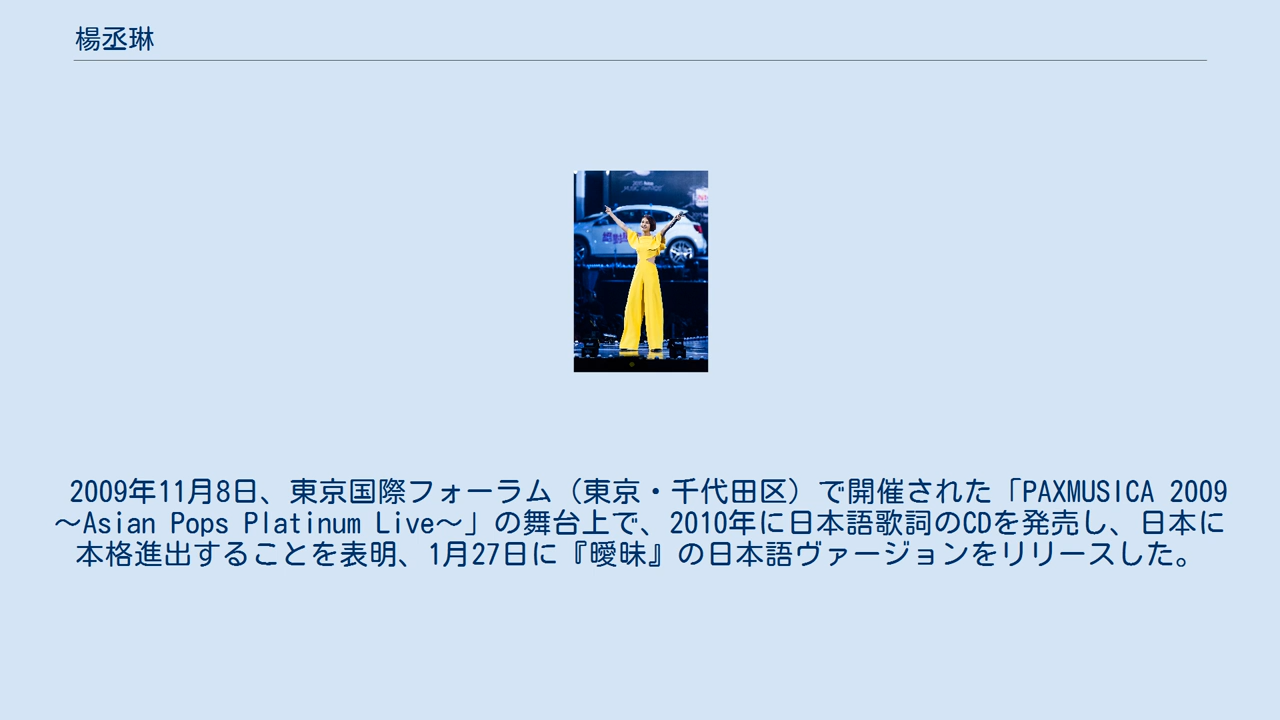 楊丞琳
2009年11月8日、東京国際フォーラム（東京・千代田区）で開催された「PAXMUSICA 2009
～Asian Pops Platinum Live～」の舞台上で、2010年に日本語歌詞のCDを発売し、日本に
本格進出することを表明、1月27日に『曖昧』の日本語ヴァージョンをリリースした。